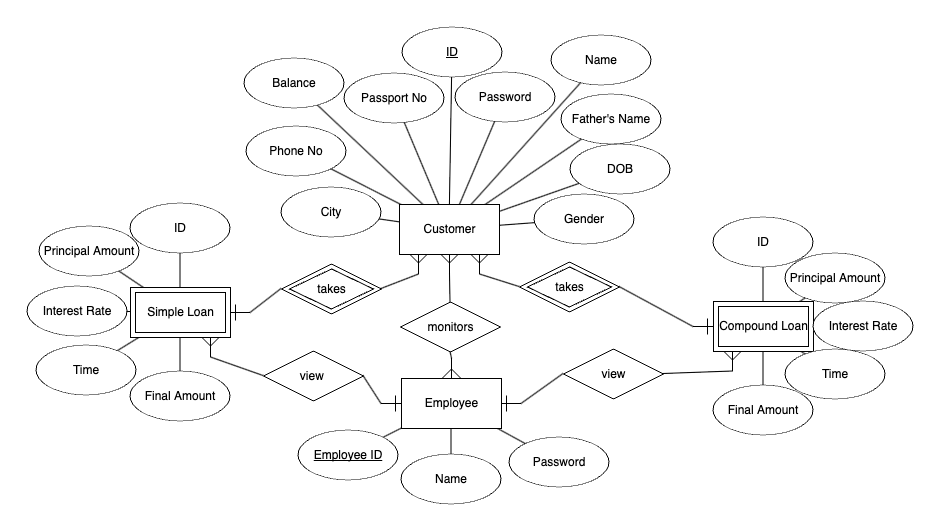 ID
Name
Balance
Passport No
Password
Father's Name
Phone No
DOB
City
Gender
Customer
ID
Principal Amount
Interest Rate
Simple Loan
Time
Final Amount
takes
takes
monitors
ID
Principal Amount
Compound Loan
Interest Rate
Time
Final Amount
view
view
Employee
Employee ID
Name
Password